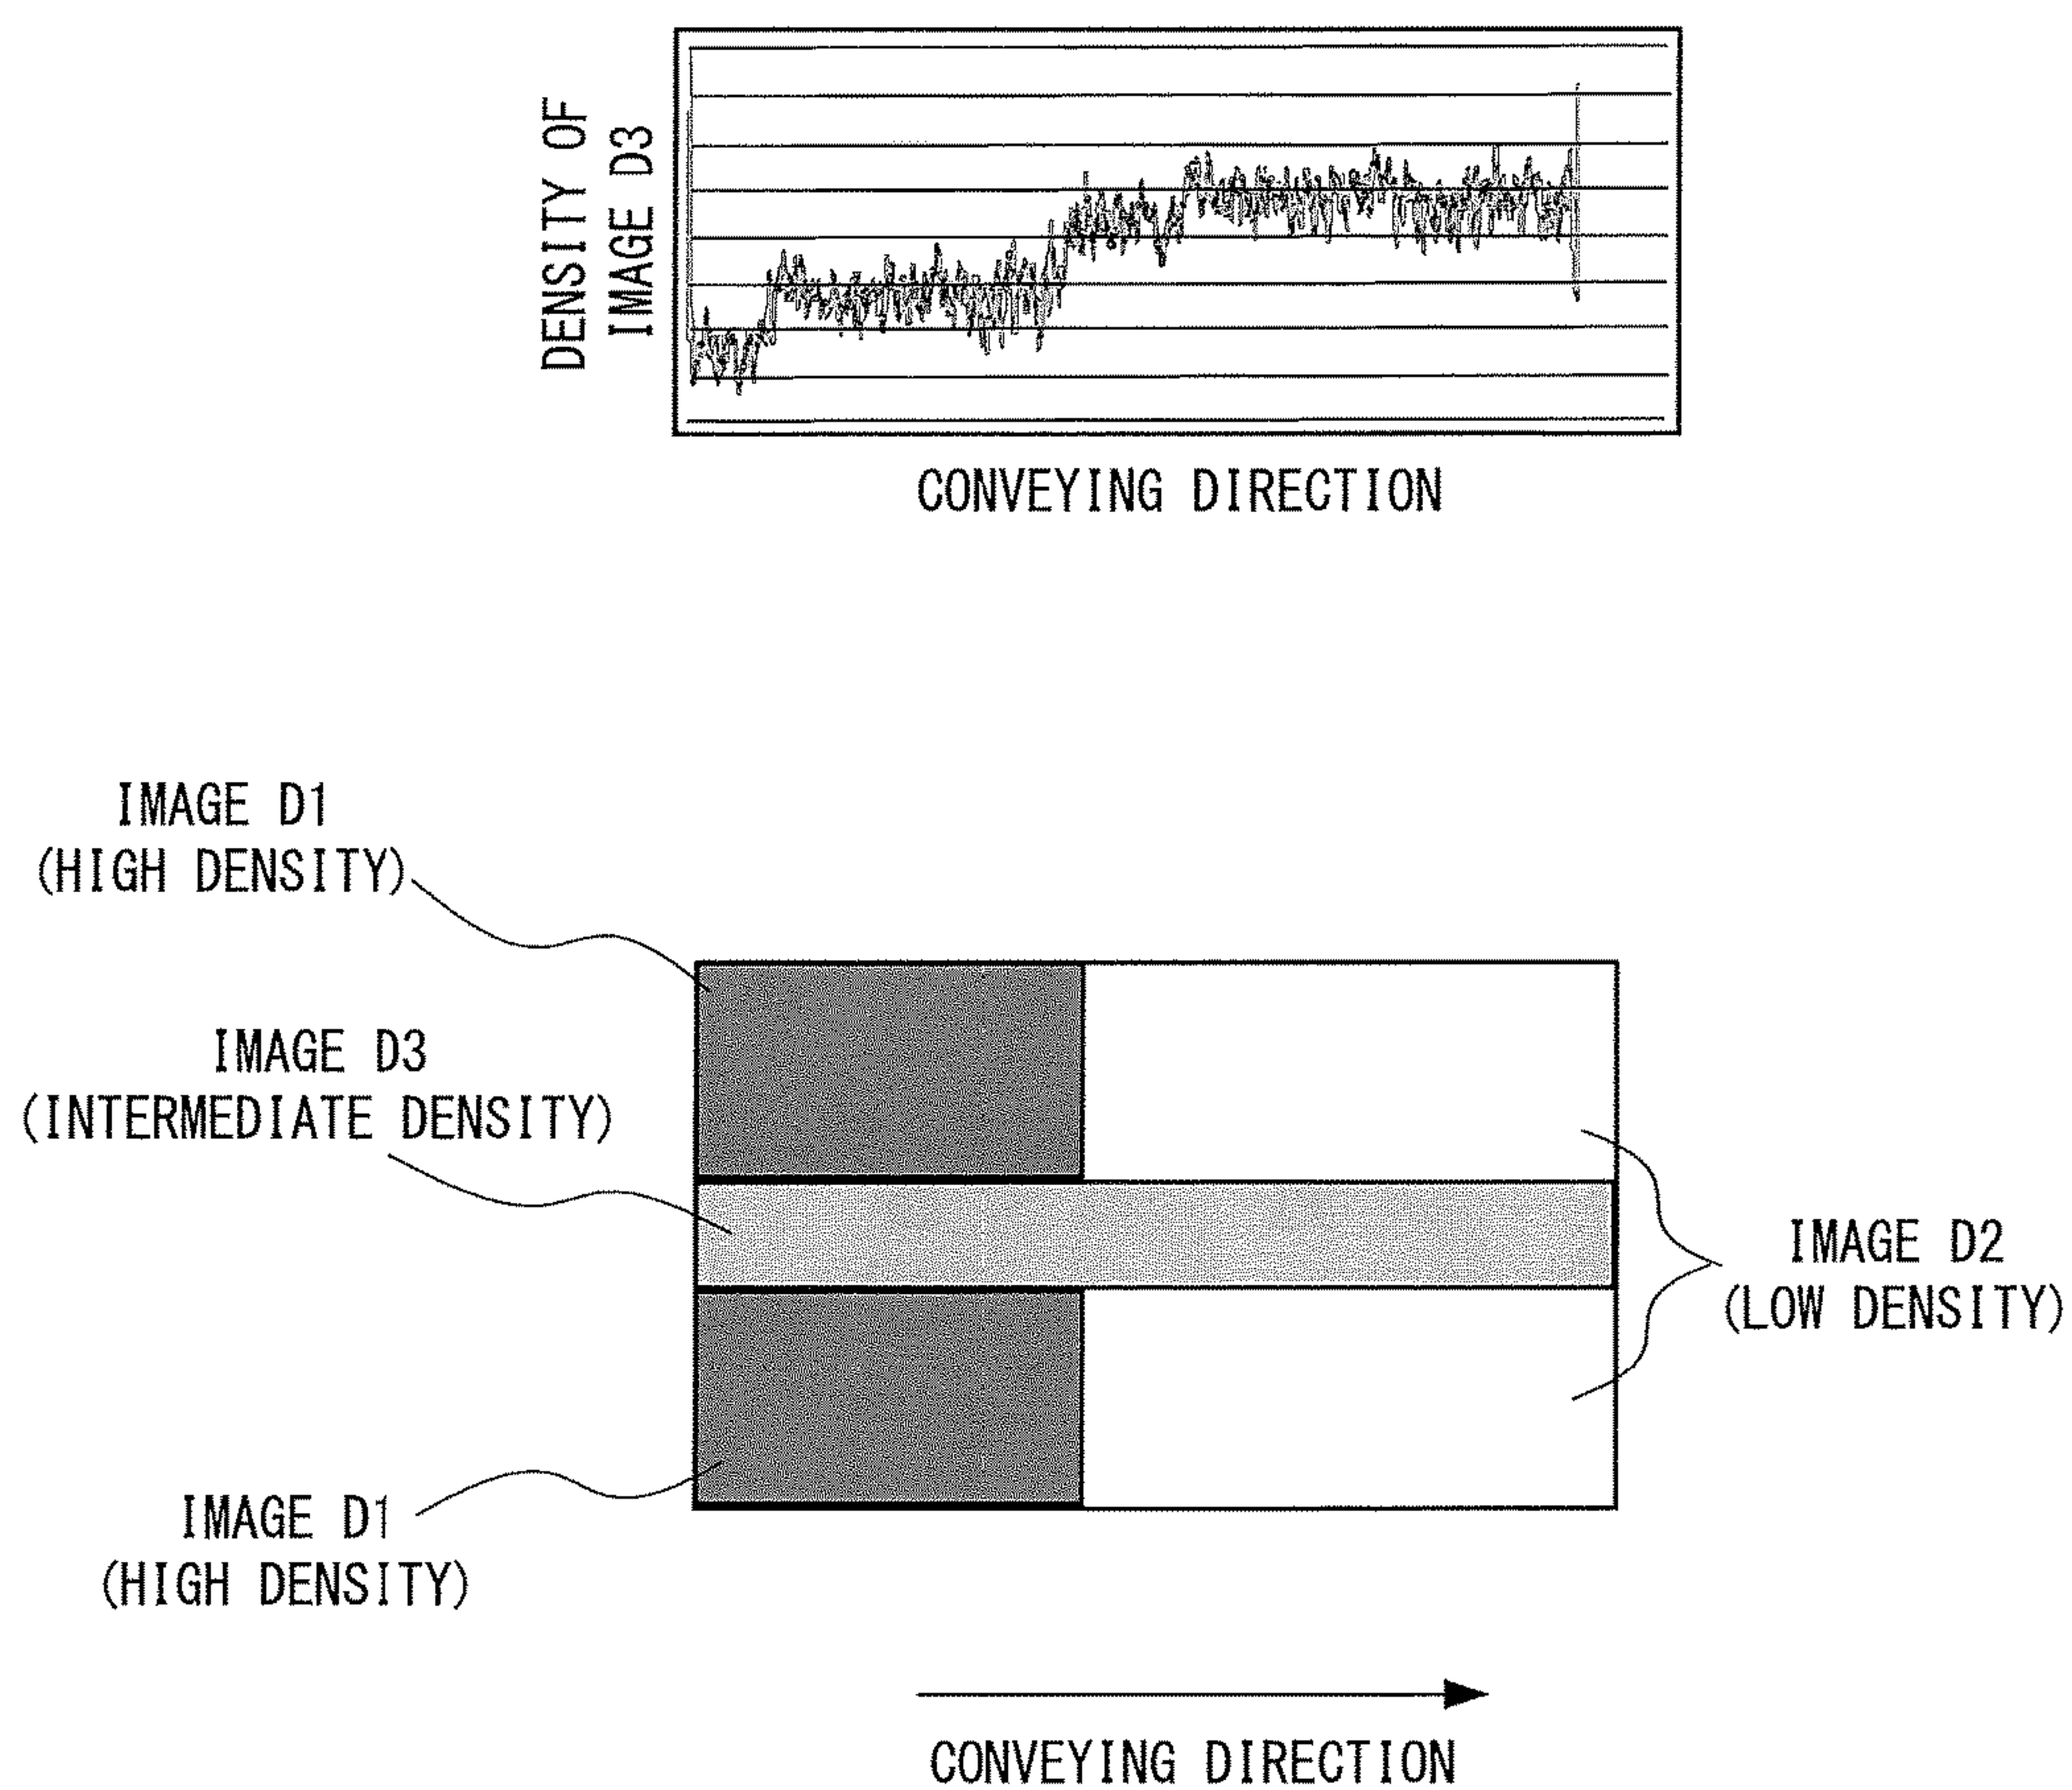 DENSITY OF
IMAGE D3
CONVEYING DIRECTION
IMAGE D1
(HIGH DENSITY)
IMAGE D3
(INTERMEDIATE DENSITY)
IMAGE D2
(LOW DENSITY)
IMAGE D1
(HIGH DENSITY)
CONVEYING DIRECTION